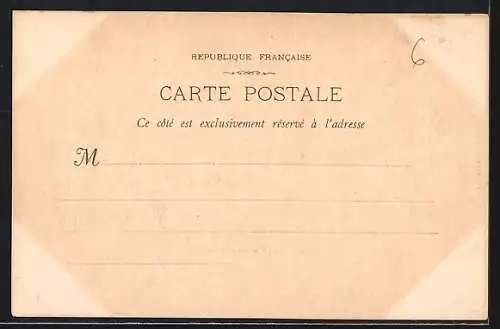 6
REPUBLIQUE FRANÇAISE
CARTE POSTALE
Ce côté est exclusivement réservé à l'adresse
M